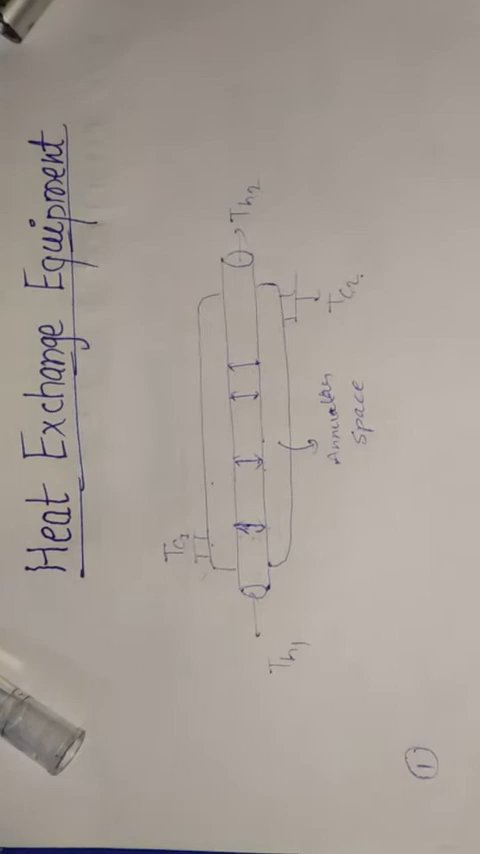 Heat Exchange Equipment
Tc1
Th2
Th1
Tc2
Annular
Space
1